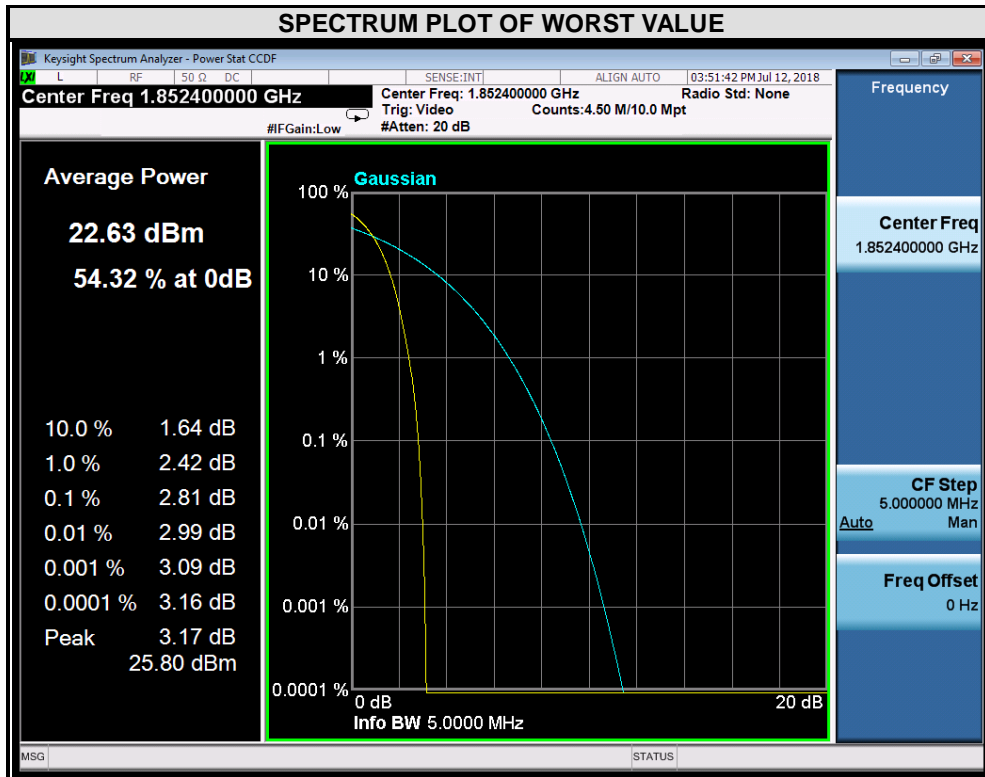 SPECTRUM PLOT OF WORST VALUE
Keysight Spectrum Analyzer - Power Stat CCDF
LXI L RF 50 Ω DC SENSE:INT ALIGN AUTO 03:51:42 PM Jul 12, 2018
Center Freq 1.852400000 GHz
Center Freq: 1.852400000 GHz Radio Std: None
Trig: Video Counts:4.50 M/10.0 Mpt
#IFGain:Low #Atten: 20 dB
Average Power
22.63 dBm
54.32 % at 0dB
10.0 % 1.64 dB
1.0 % 2.42 dB
0.1 % 2.81 dB
0.01 % 2.99 dB
0.001 % 3.09 dB
0.0001 % 3.16 dB
Peak 3.17 dB
25.80 dBm
Gaussian
100 %
10 %
1 %
0.1 %
0.01 %
0.001 %
0.0001 %
0 dB 20 dB
Info BW 5.0000 MHz
Frequency
Center Freq
1.852400000 GHz
CF Step
5.000000 MHz
Auto Man
Freq Offset
0 Hz
MSG STATUS